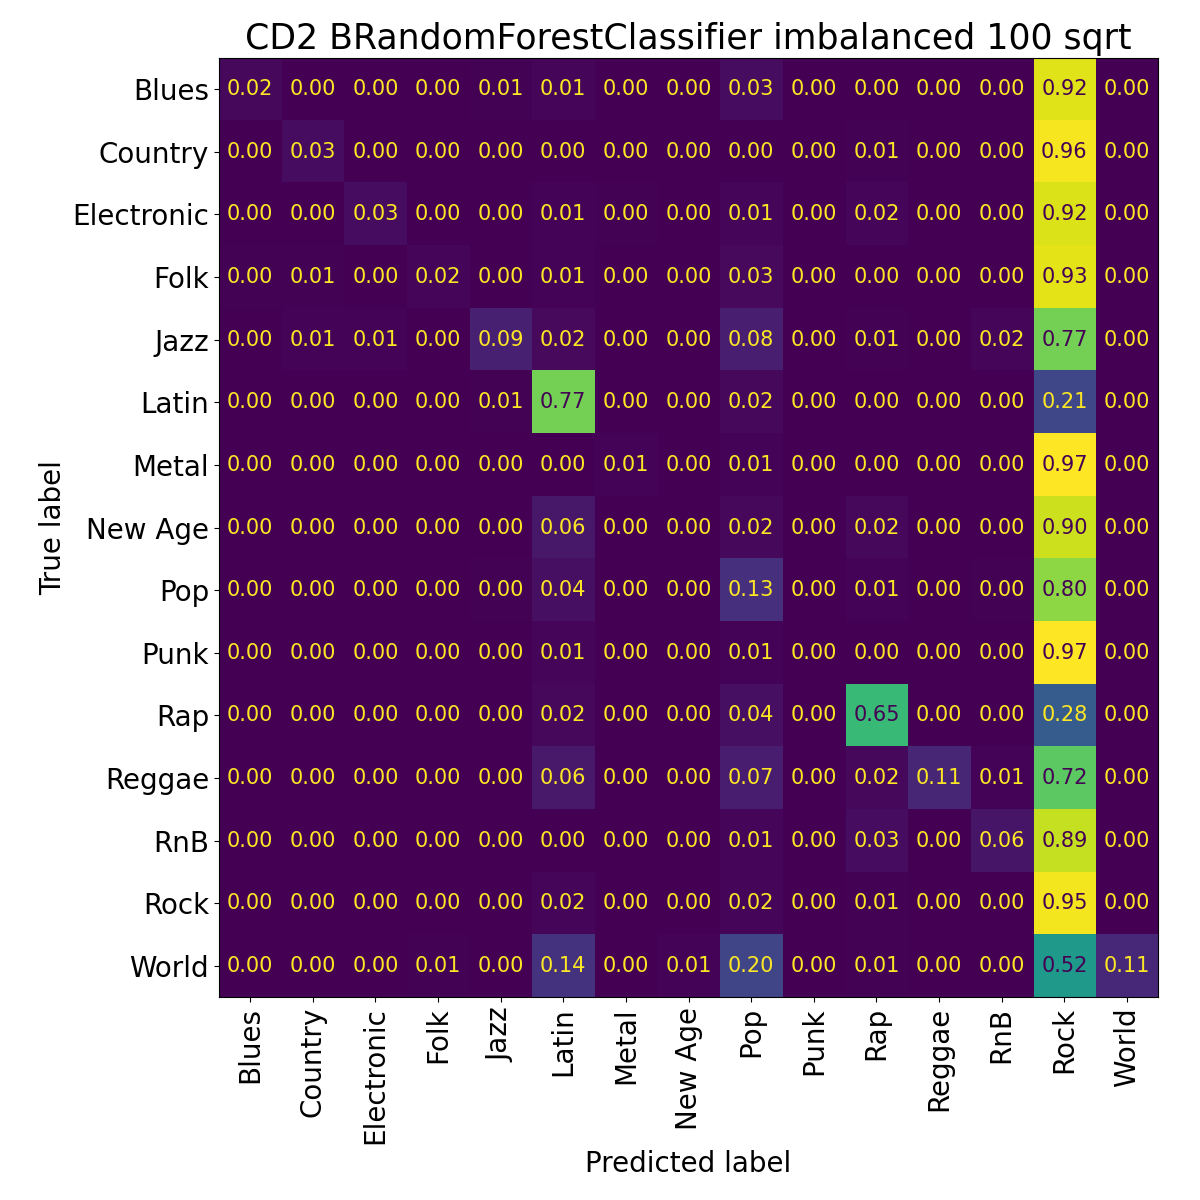 CD2 BRandomForestClassifier imbalanced 100 sqrt
Blues 0.02 0.00 0.00 0.00 0.01 0.01 0.00 0.00 0.03 0.00 0.00 0.00 0.00 0.92 0.00
Country 0.00 0.03 0.00 0.00 0.00 0.00 0.00 0.00 0.00 0.00 0.01 0.00 0.00 0.96 0.00
Electronic 0.00 0.00 0.03 0.00 0.00 0.01 0.00 0.00 0.01 0.00 0.02 0.00 0.00 0.92 0.00
Folk 0.00 0.01 0.00 0.02 0.00 0.01 0.00 0.00 0.03 0.00 0.00 0.00 0.00 0.93 0.00
Jazz 0.00 0.01 0.01 0.00 0.09 0.02 0.00 0.00 0.08 0.00 0.01 0.00 0.02 0.77 0.00
Latin 0.00 0.00 0.00 0.00 0.01 0.77 0.00 0.00 0.02 0.00 0.00 0.00 0.00 0.21 0.00
Metal 0.00 0.00 0.00 0.00 0.00 0.00 0.01 0.00 0.01 0.00 0.00 0.00 0.00 0.97 0.00
New Age 0.00 0.00 0.00 0.00 0.00 0.06 0.00 0.00 0.02 0.00 0.02 0.00 0.00 0.90 0.00
Pop 0.00 0.00 0.00 0.00 0.00 0.04 0.00 0.00 0.13 0.00 0.01 0.00 0.00 0.80 0.00
Punk 0.00 0.00 0.00 0.00 0.00 0.01 0.00 0.00 0.01 0.00 0.00 0.00 0.00 0.97 0.00
Rap 0.00 0.00 0.00 0.00 0.00 0.02 0.00 0.00 0.04 0.00 0.65 0.00 0.00 0.28 0.00
Reggae 0.00 0.00 0.00 0.00 0.00 0.06 0.00 0.00 0.07 0.00 0.02 0.11 0.01 0.72 0.00
RnB 0.00 0.00 0.00 0.00 0.00 0.00 0.00 0.00 0.01 0.00 0.03 0.00 0.06 0.89 0.00
Rock 0.00 0.00 0.00 0.00 0.00 0.02 0.00 0.00 0.02 0.00 0.01 0.00 0.00 0.95 0.00
World 0.00 0.00 0.00 0.01 0.00 0.14 0.00 0.01 0.20 0.00 0.01 0.00 0.00 0.52 0.11
True label
Blues Country Electronic Folk Jazz Latin Metal New Age Pop Punk Rap Reggae RnB Rock World
Predicted label